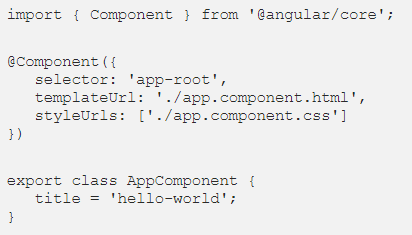 import { Component } from '@angular/core';
@Component({
selector: 'app-root',
templateUrl: './app.component.html',
styleUrls: ['./app.component.css']
})
export class AppComponent {
title = 'hello-world';
}